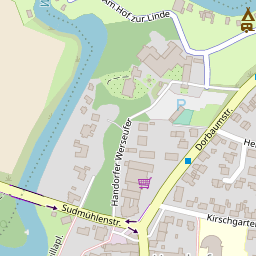 Am Hof zur Linde
Handorfer Werseufer
Dorbaumstr.
Sudmühlenstr.
Kirschgarten